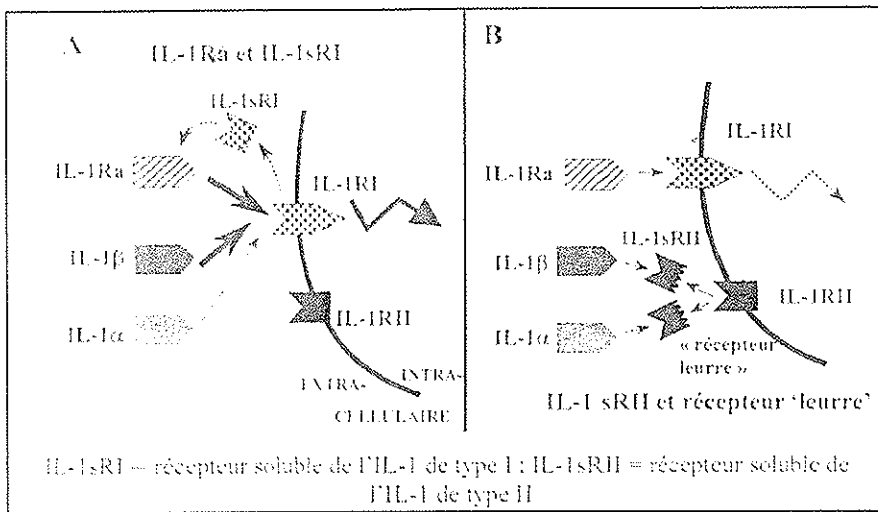 A
IL-1Rà et IL-1sRI
IL-1sRI
IL-1Ra
IL-1RI
IL-1β
IL-1α
IL-1RII
EXTRA-
INTRA-
CELLULAIRE
B
IL-1RI
IL-1Ra
IL-1sRII
IL-1β
IL-1RII
IL-1α
« récepteur
leurre »
IL-1 sRII et récepteur ‘leurre’
IL-1sRI = récepteur soluble de l’IL-1 de type I ; IL-1sRII = récepteur soluble de
l’IL-1 de type II